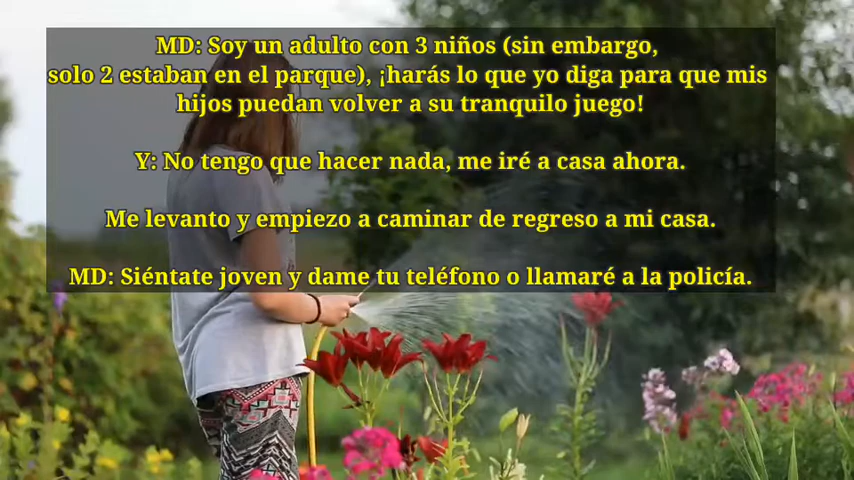 MD: Soy un adulto con 3 niños (sin embargo,
solo 2 estaban en el parque), ¡harás lo que yo diga para que mis
hijos puedan volver a su tranquilo juego!
Y: No tengo que hacer nada, me iré a casa ahora.
Me levanto y empiezo a caminar de regreso a mi casa.
MD: Siéntate joven y dame tu teléfono o llamaré a la policía.